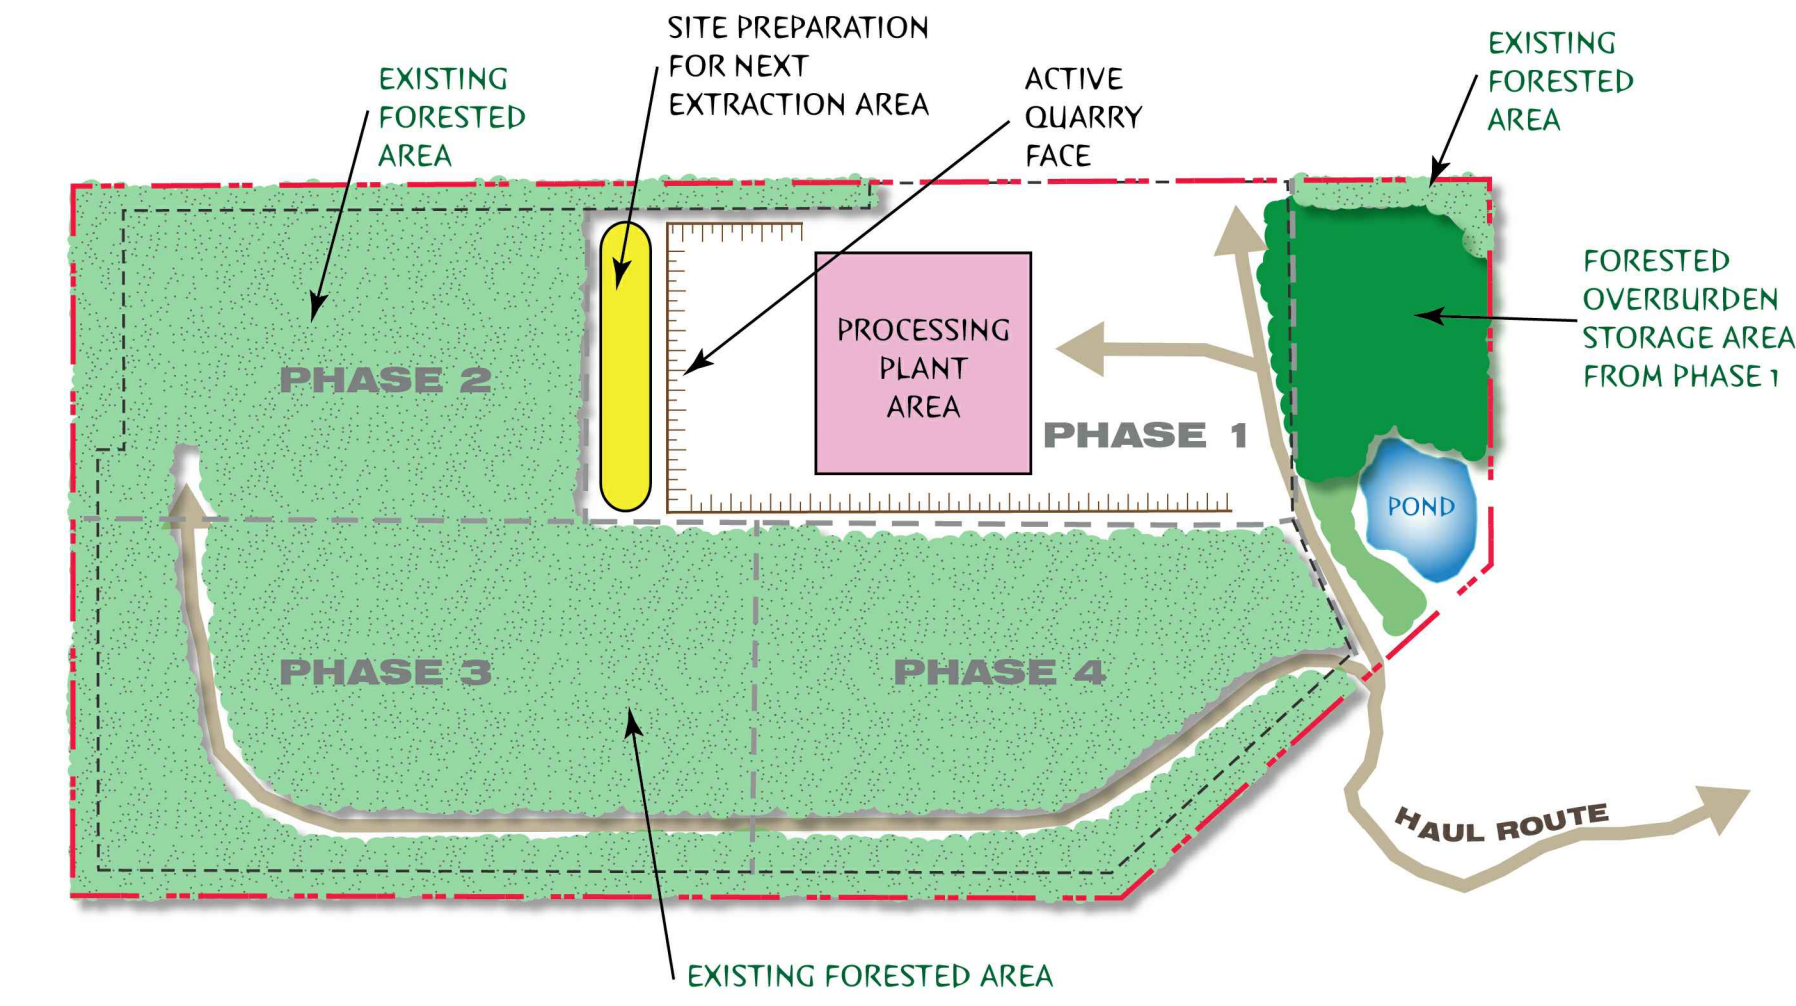 SITE PREPARATION
FOR NEXT
EXTRACTION AREA
EXISTING
FORESTED
AREA
ACTIVE
QUARRY
FACE
EXISTING
FORESTED
AREA
FORESTED
OVERBURDEN
STORAGE AREA
FROM PHASE 1
PROCESSING
PLANT
AREA
PHASE 2
PHASE 1
POND
PHASE 3
PHASE 4
HAUL ROUTE
EXISTING FORESTED AREA